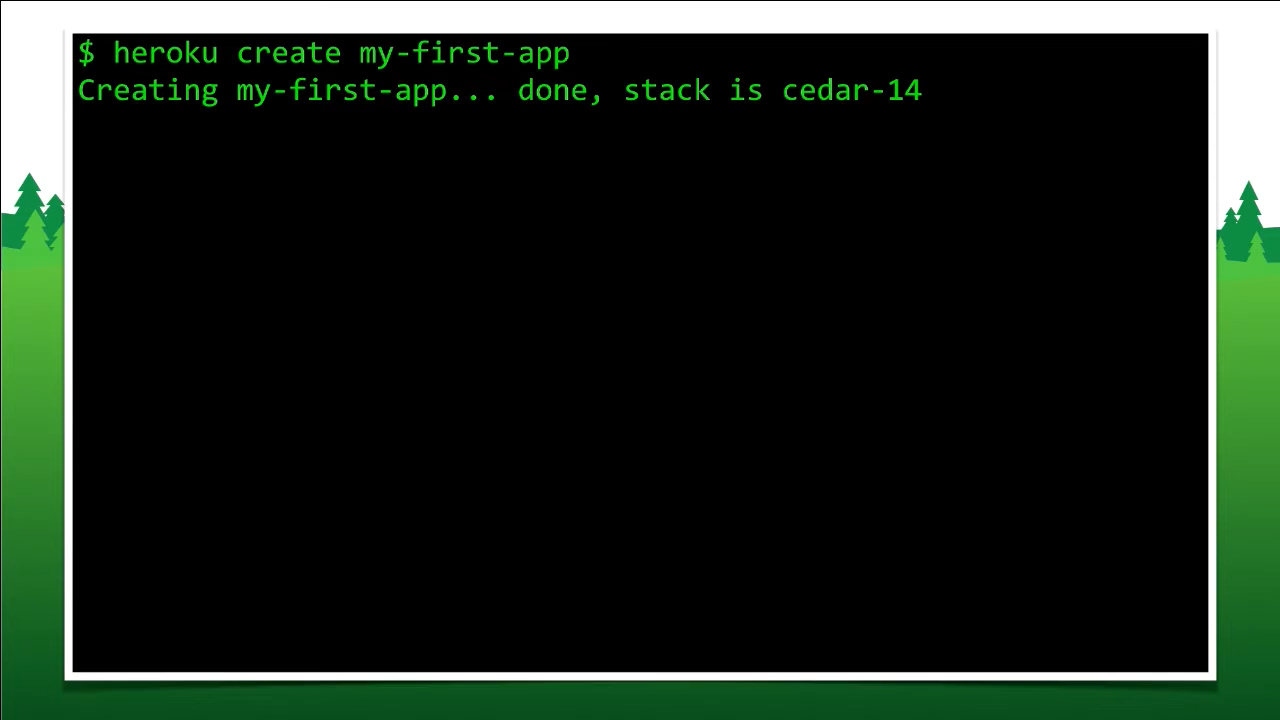 $ heroku create my-first-app
Creating my-first-app... done, stack is cedar-14